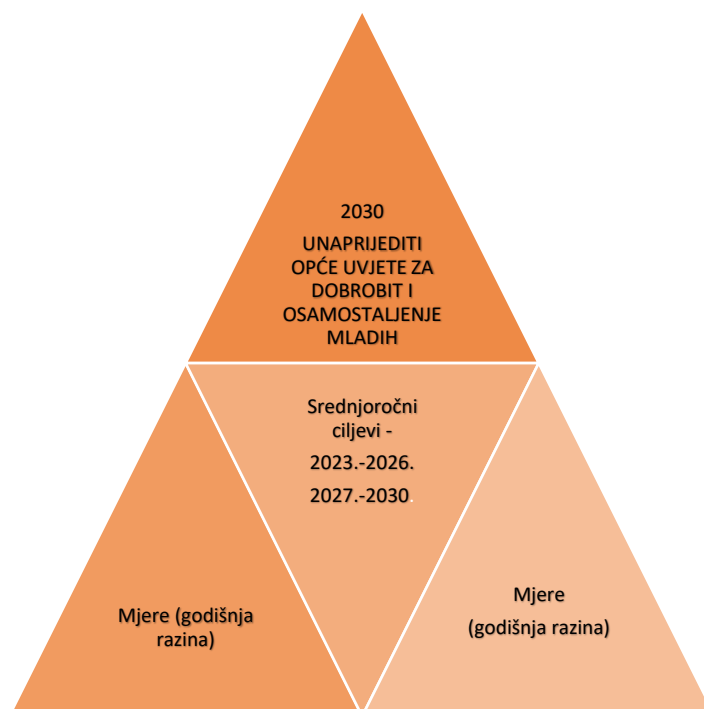 2030
UNAPRIJEDITI
OPĆE UVJETE ZA
DOBROBIT I
OSAMOSTALJENJE
MLADIH
Srednjoročni
ciljevi -
2023.-2026.
2027.-2030.
Mjere (godišnja
razina)
Mjere
(godišnja razina)